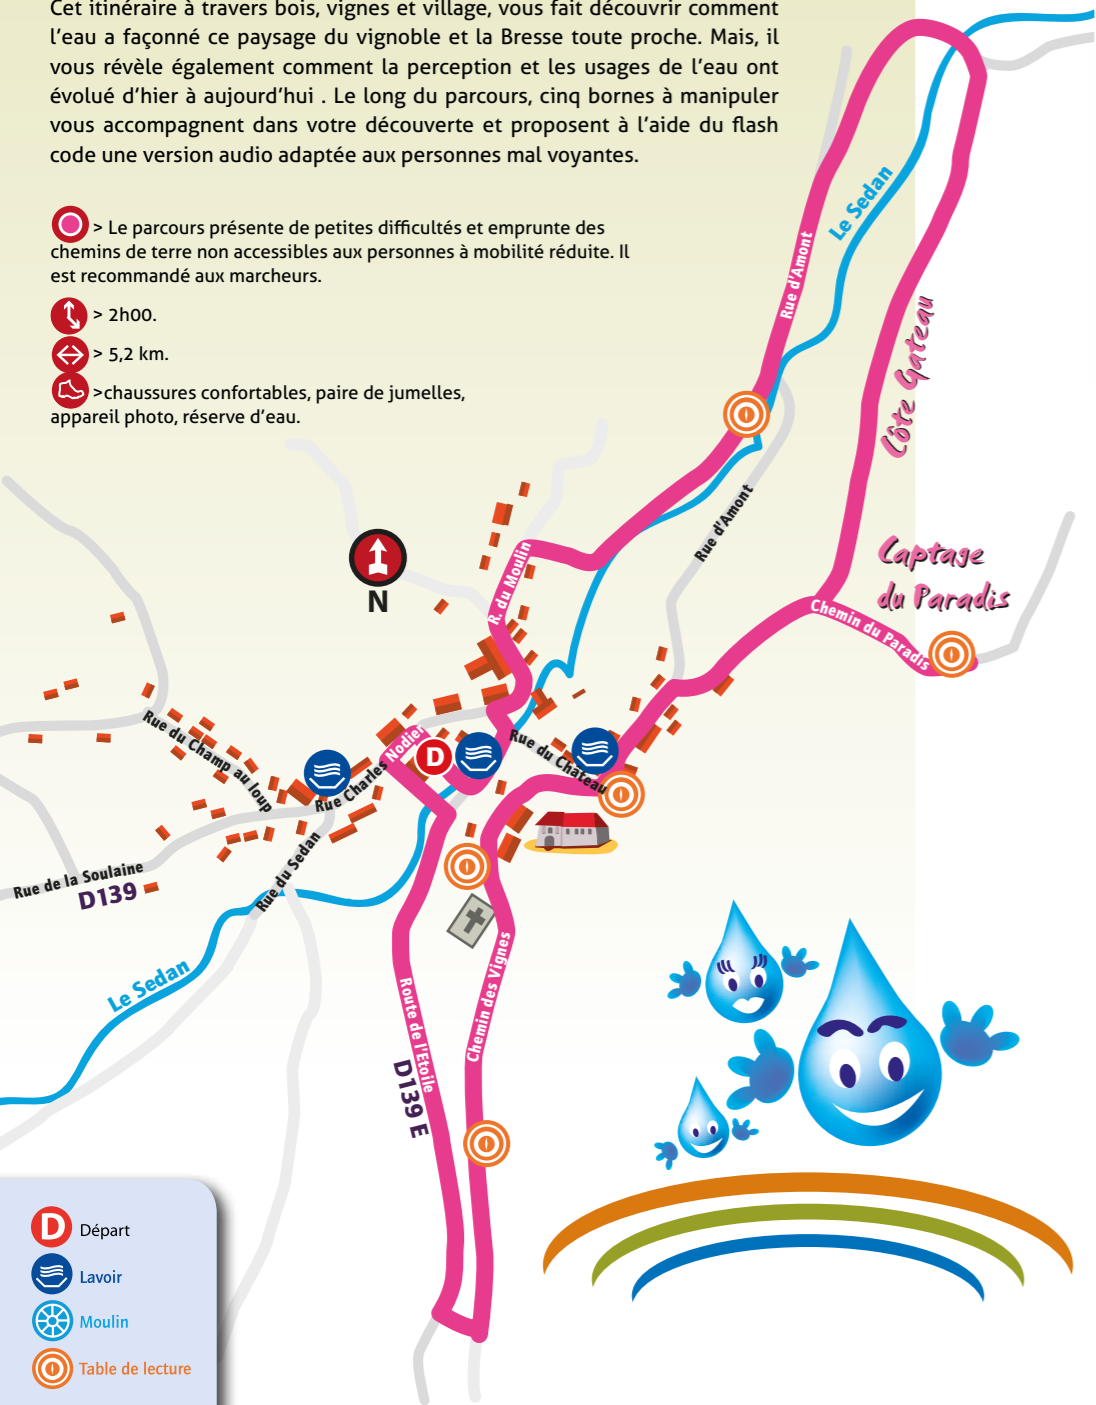 Cet itinéraire à travers bois, vignes et village, vous fait découvrir comment
l'eau a façonné ce paysage du vignoble et la Bresse toute proche. Mais, il
vous révèle également comment la perception et les usages de l'eau ont
évolué d'hier à aujourd'hui . Le long du parcours, cinq bornes à manipuler
vous accompagnent dans votre découverte et proposent à l'aide du flash
code une version audio adaptée aux personnes mal voyantes.
> Le parcours présente de petites difficultés et emprunte des
chemins de terre non accessibles aux personnes à mobilité réduite. Il
est recommandé aux marcheurs.
> 2h00.
> 5,2 km.
>chaussures confortables, paire de jumelles,
appareil photo, réserve d'eau.
Le Sedan
Rue d'Amont
Côte Gateau
Rue d'Amont
Captage
du Paradis
Chemin du Paradis
N
R. du Moulin
Rue du Champ au loup
Rue Charles Nodier
D
Rue du Château
Rue de la Soulaine
D139
Rue du Sedan
Le Sedan
Route de l'Etoile
D139 E
Chemin des Vignes
D Départ
Lavoir
Moulin
Table de lecture